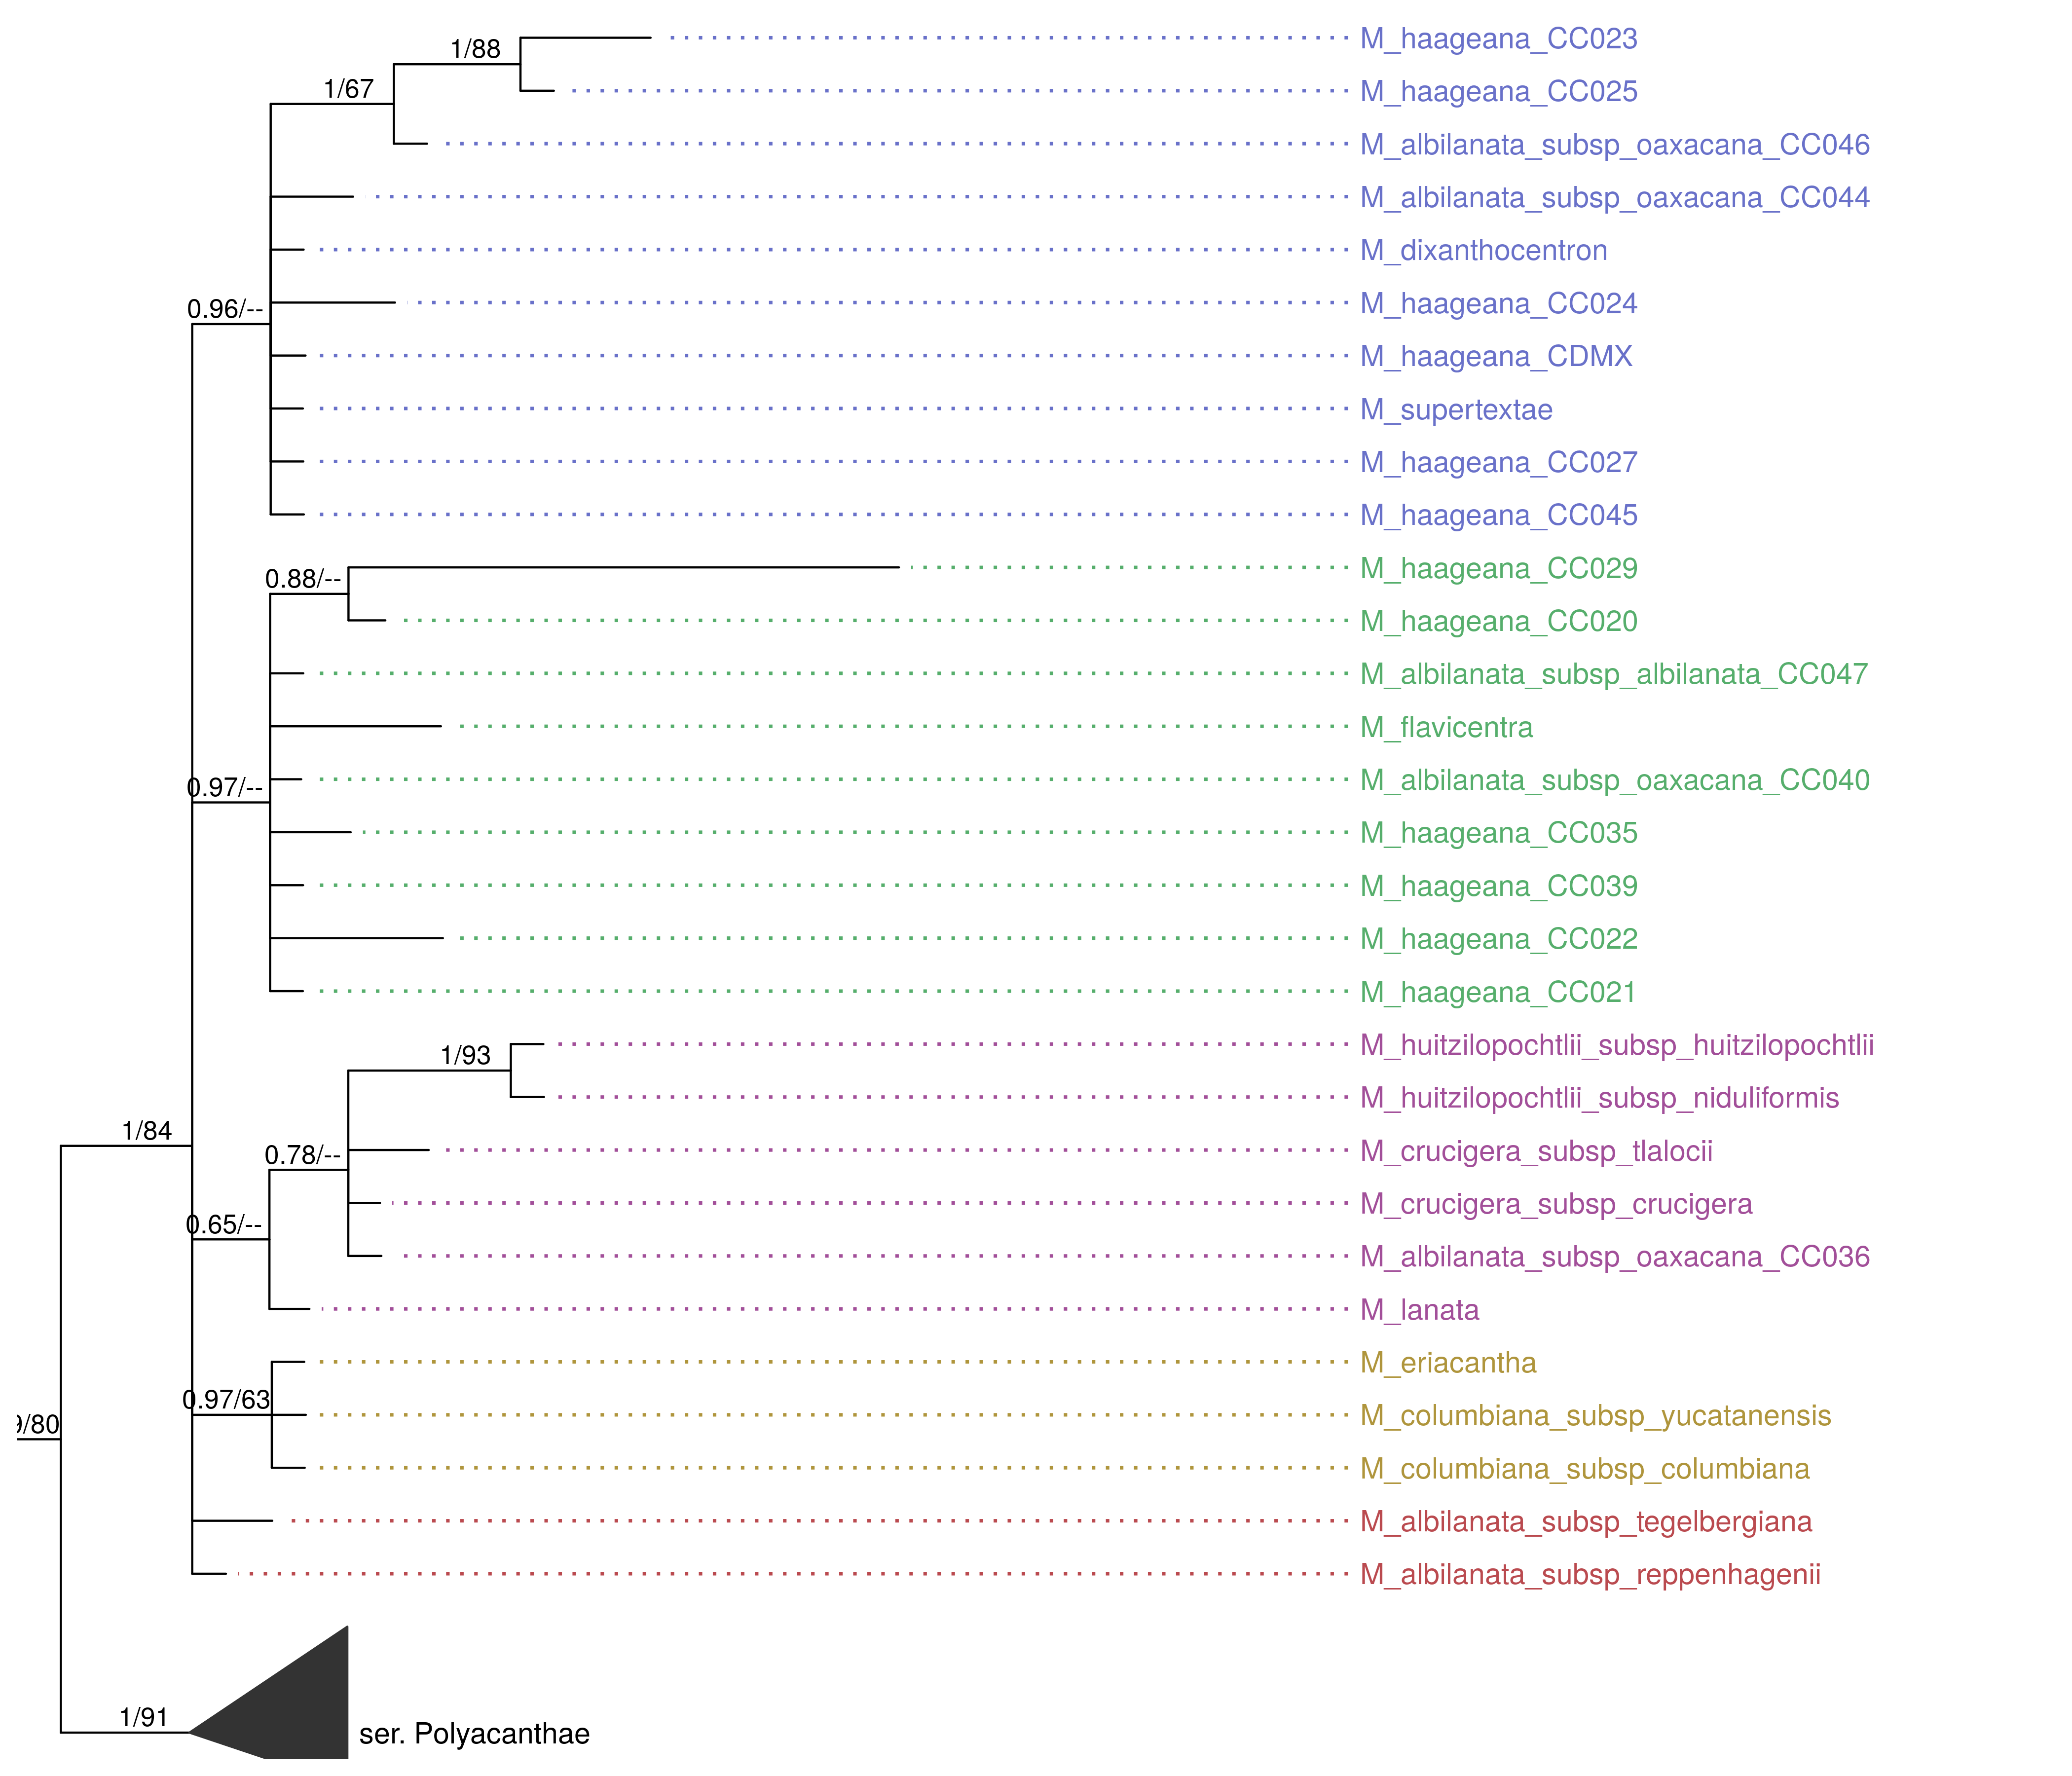 1/88
M_haageana_CC023
1/67
M_haageana_CC025
M_albilanata_subsp_oaxacana_CC046
M_albilanata_subsp_oaxacana_CC044
M_dixanthocentron
0.96/--
M_haageana_CC024
M_haageana_CDMX
M_supertextae
M_haageana_CC027
M_haageana_CC045
0.88/--
M_haageana_CC029
M_haageana_CC020
M_albilanata_subsp_albilanata_CC047
M_flavicentra
0.97/--
M_albilanata_subsp_oaxacana_CC040
M_haageana_CC035
M_haageana_CC039
M_haageana_CC022
M_haageana_CC021
1/93
M_huitzilopochtlii_subsp_huitzilopochtlii
M_huitzilopochtlii_subsp_niduliformis
1/84
0.78/--
M_crucigera_subsp_tlalocii
M_crucigera_subsp_crucigera
0.65/--
M_albilanata_subsp_oaxacana_CC036
M_lanata
M_eriacantha
0.97/63
M_columbiana_subsp_yucatanensis
/80
M_columbiana_subsp_columbiana
M_albilanata_subsp_tegelbergiana
M_albilanata_subsp_reppenhagenii
1/91
ser. Polyacanthae